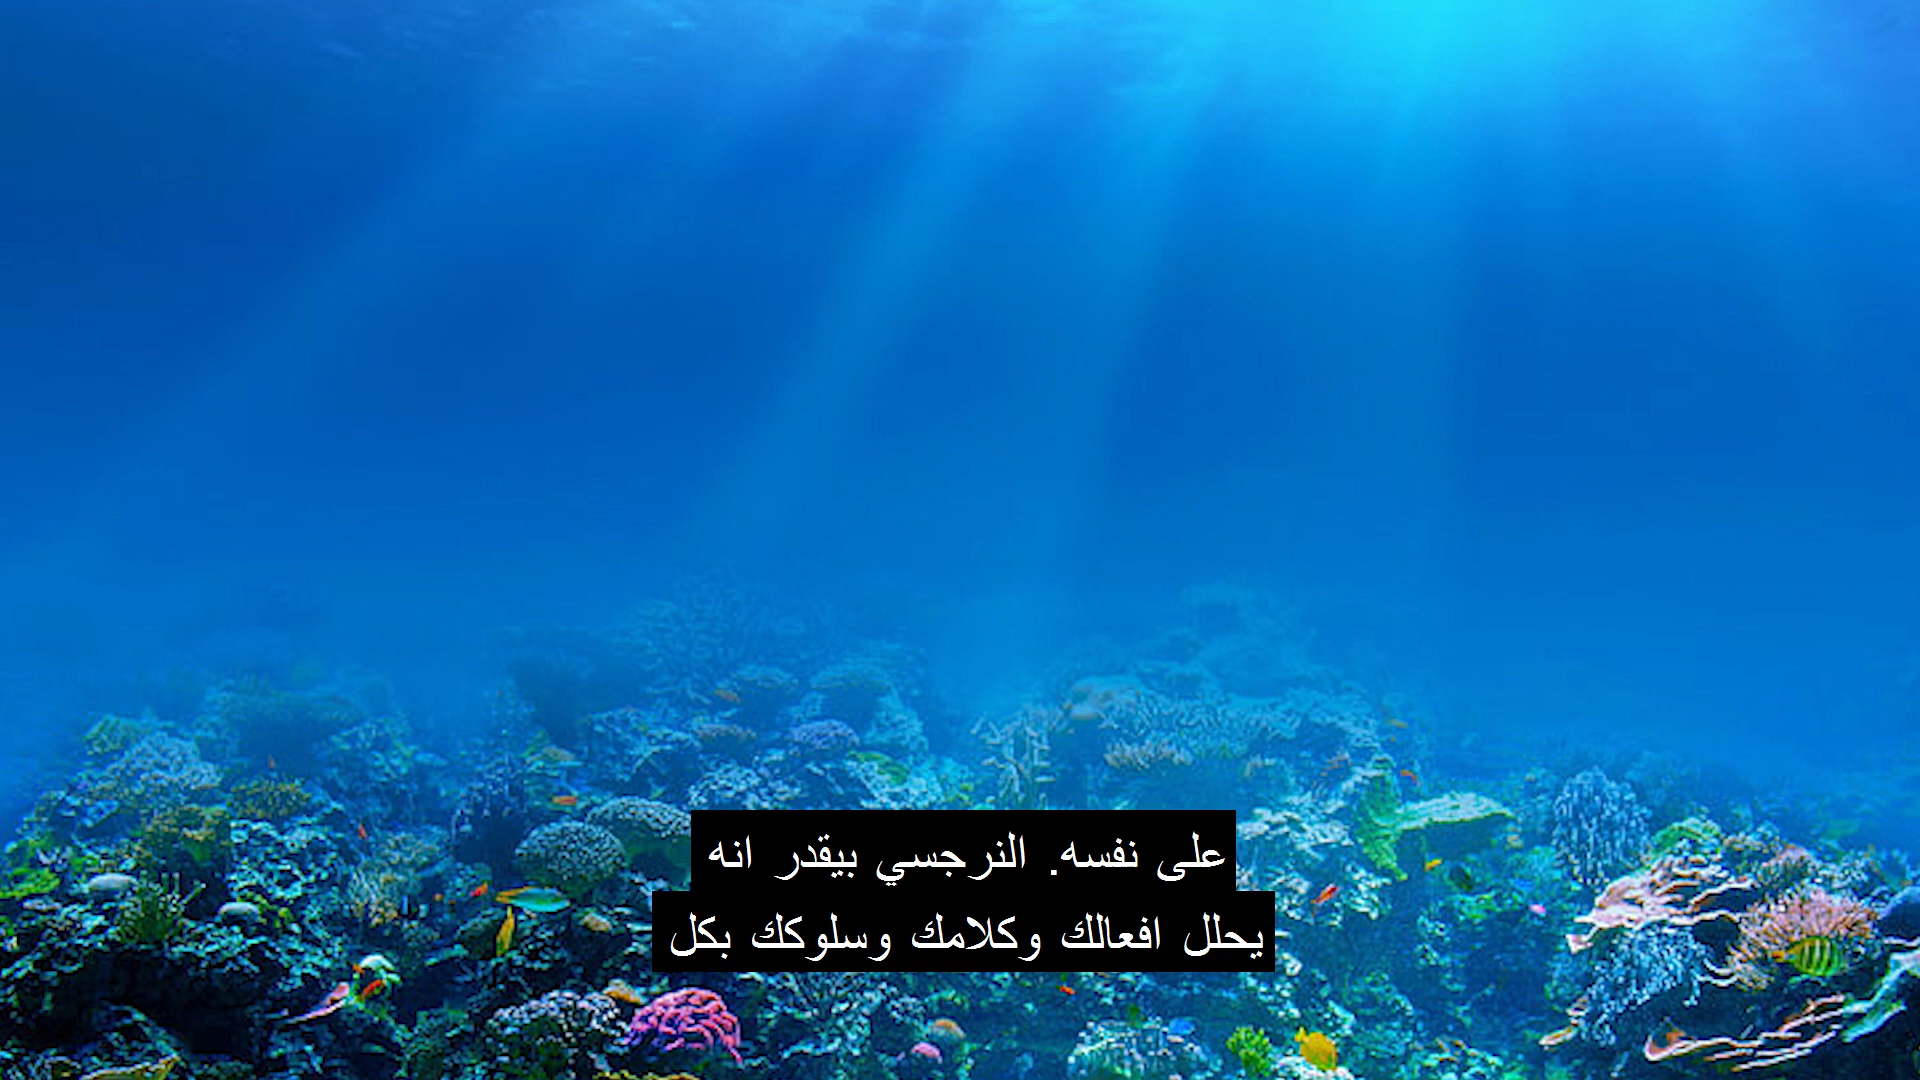 على نفسه. النرجسي بيقدر انه
يحلل افعالك وكلامك وسلوكك بكل